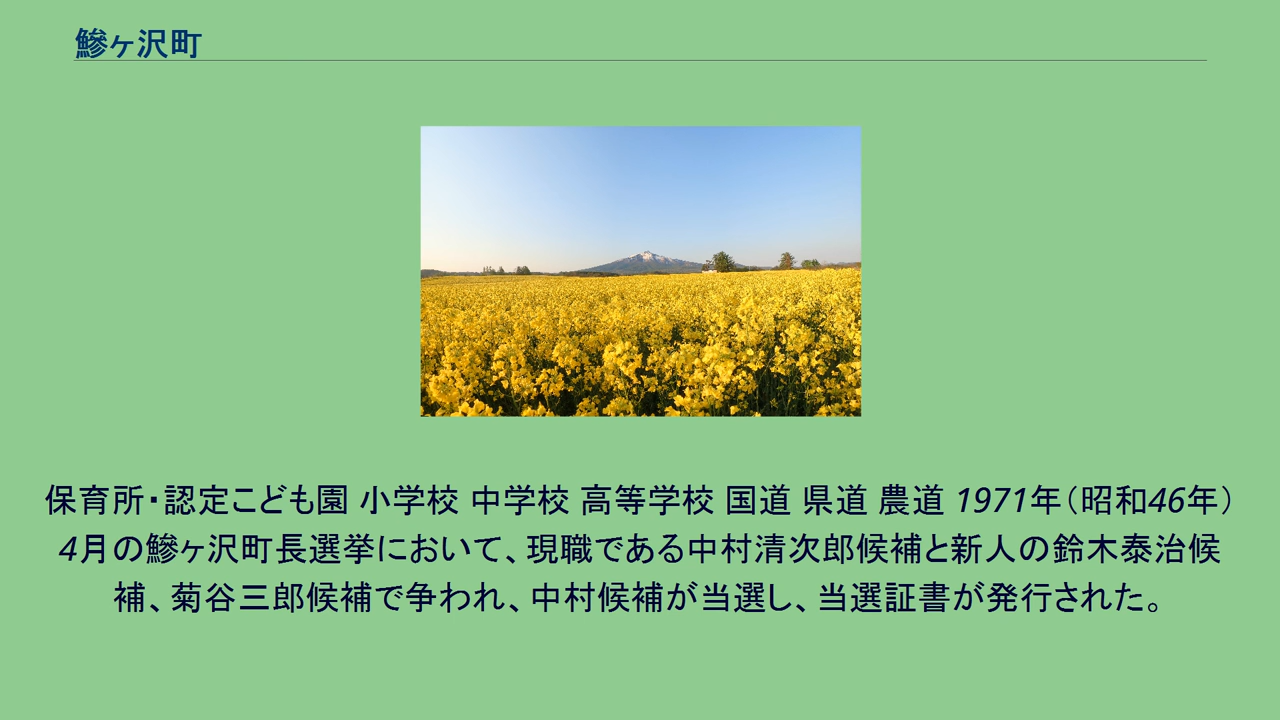 鰺ヶ沢町
保育所・認定こども園 小学校 中学校 高等学校 国道 県道 農道 1971年（昭和46年）
4月の鰺ヶ沢町長選挙において、現職である中村清次郎候補と新人の鈴木泰治候
補、菊谷三郎候補で争われ、中村候補が当選し、当選証書が発行された。